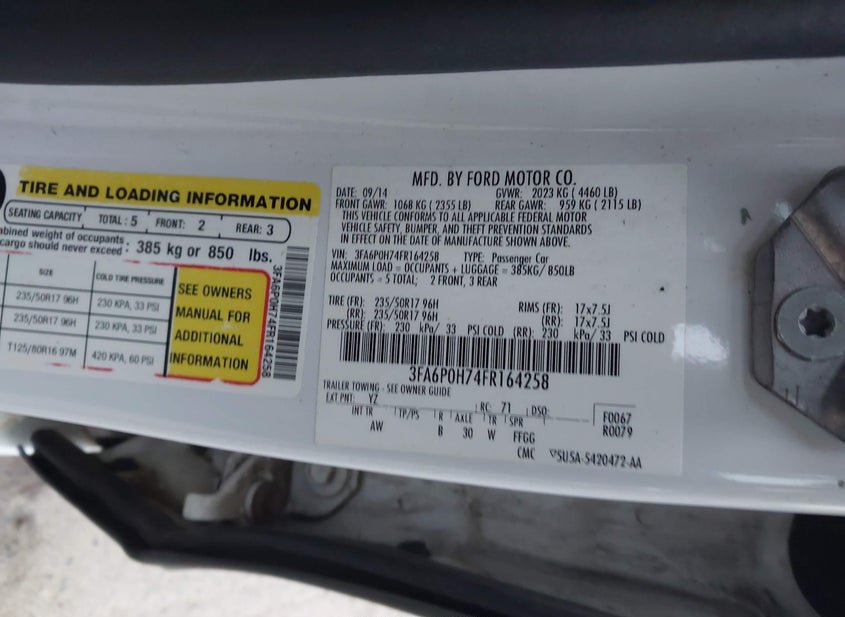 TIRE AND LOADING INFORMATION
SEATING CAPACITY TOTAL : 5 FRONT: 2 REAR: 3
weight of occupants
cargo should never exceed : 385 kg or 850 lbs.
SIZE COLD TIRE PRESSURE
235/50R17 96H 230 KPA, 33 PSI
235/50R17 96H 230 KPA, 33 PSI
T125/80R16 97M 420 KPA, 60 PSI
SEE OWNERS
MANUAL FOR
ADDITIONAL
INFORMATION
3FA6P0H74FR164258
MFD. BY FORD MOTOR CO.
DATE: 09/14 GVWR: 2023 KG ( 4460 LB)
FRONT GAWR: 1068 KG ( 2355 LB) REAR GAWR: 959 KG ( 2115 LB)
THIS VEHICLE CONFORMS TO ALL APPLICABLE FEDERAL MOTOR
VEHICLE SAFETY, BUMPER, AND THEFT PREVENTION STANDARDS
IN EFFECT ON THE DATE OF MANUFACTURE SHOWN ABOVE.
VIN: 3FA6P0H74FR164258 TYPE: Passenger Car
MAXIMUM LOAD = OCCUPANTS + LUGGAGE = 385KG/ 850LB
OCCUPANTS = 5 TOTAL; 2 FRONT, 3 REAR
TIRE (FR): 235/50R17 96H RIMS (FR): 17x7.5J
(RR): 235/50R17 96H (RR): 17x7.5J
PRESSURE (FR): 230 kPa/ 33 PSI COLD (RR): 230 kPa/ 33 PSI COLD
3FA6P0H74FR164258
TRAILER TOWING - SEE OWNER GUIDE
EXT PNT: YZ RC: 71 DSO: F0067
INT TR TP/PS R AXLE TR SPR R0079
AW B 30 W FFGG
CMC SUSA-S420472-AA